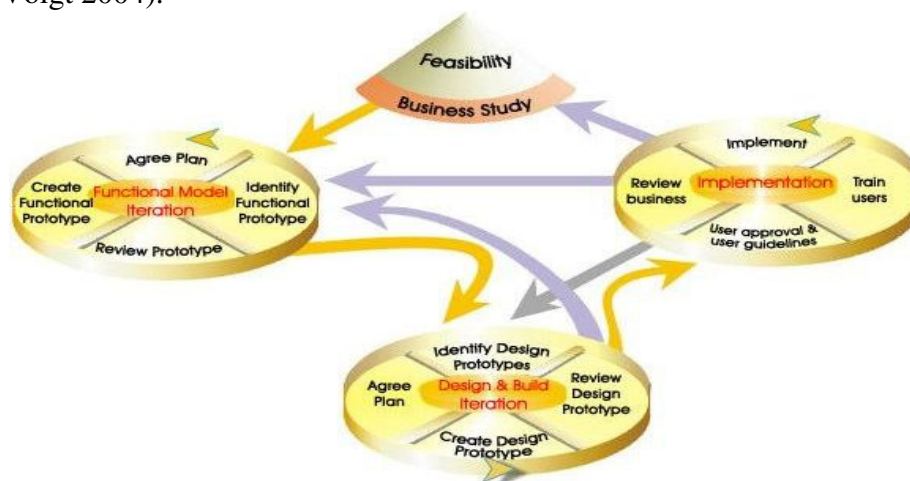 Voigt 2004).
Feasibility
Business Study
Agree Plan
Create
Functional
Prototype
Functional Model
Iteration
Identify
Functional
Prototype
Review Prototype
Implement
Review
business
Implementation
Train
users
User approval &
user guidelines
Identify Design
Prototypes
Agree
Plan
Design & Build
Iteration
Review
Design
Prototype
Create Design
Prototype